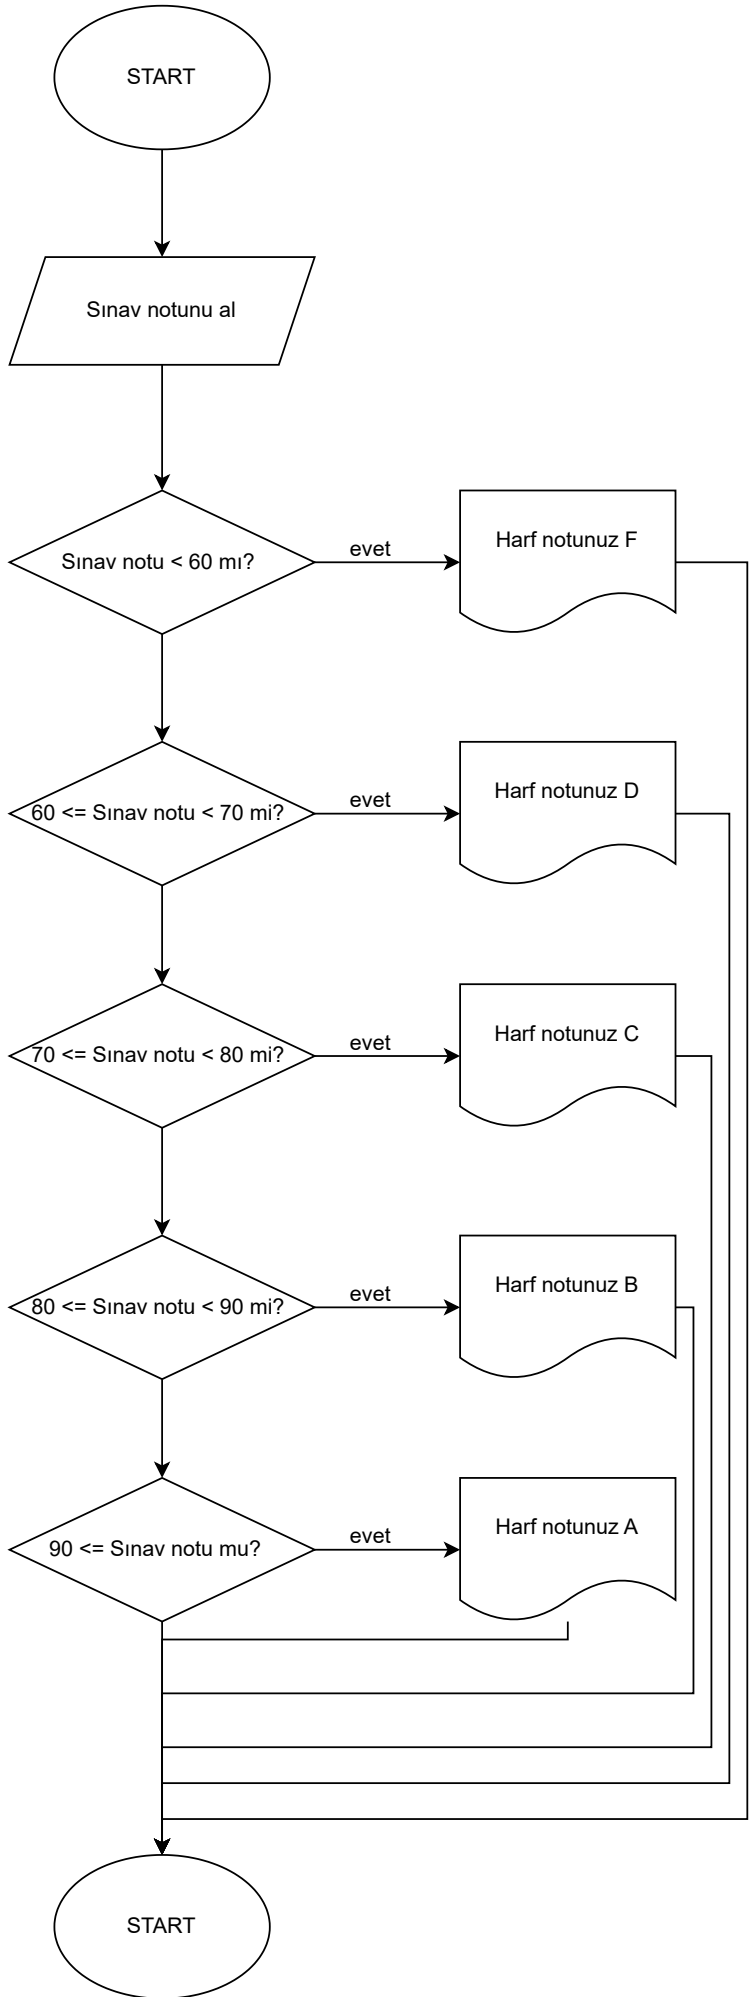 START
Sınav notunu al
Sınav notu < 60 mı?
evet
Harf notunuz F
60 <= Sınav notu < 70 mi?
evet
Harf notunuz D
70 <= Sınav notu < 80 mi?
evet
Harf notunuz C
80 <= Sınav notu < 90 mi?
evet
Harf notunuz B
90 <= Sınav notu mu?
evet
Harf notunuz A
START